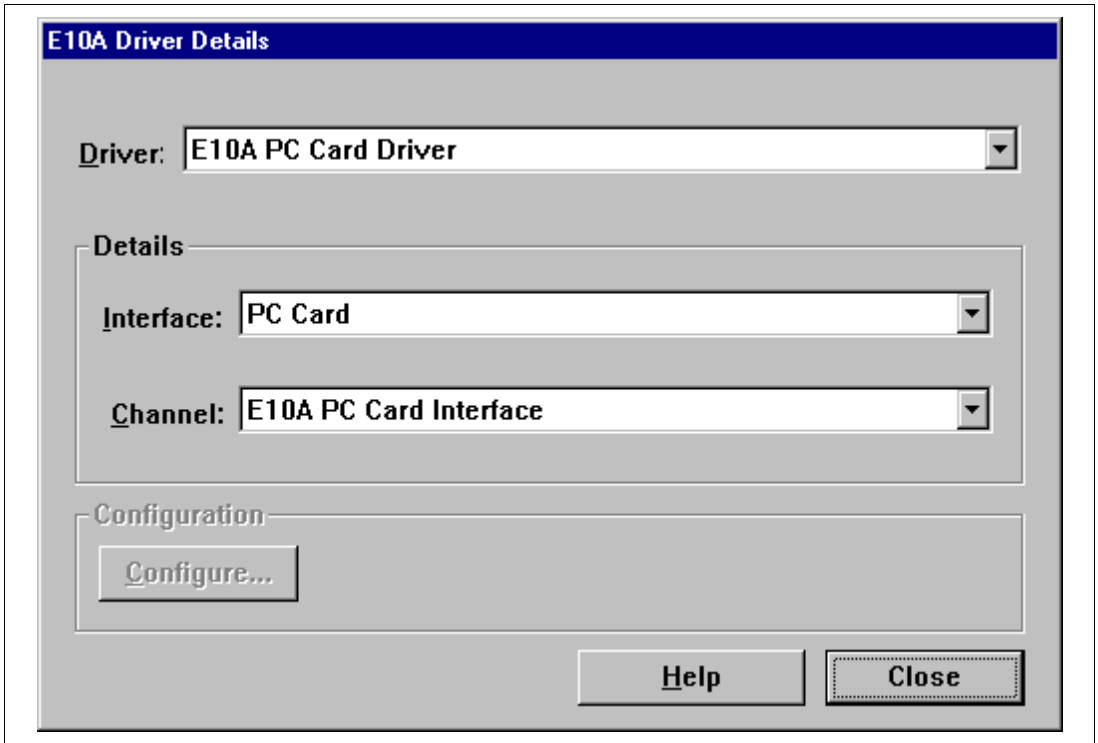 E10A Driver Details
Driver: E10A PC Card Driver
Details
Interface: PC Card
Channel: E10A PC Card Interface
Configuration
Configure...
Help Close